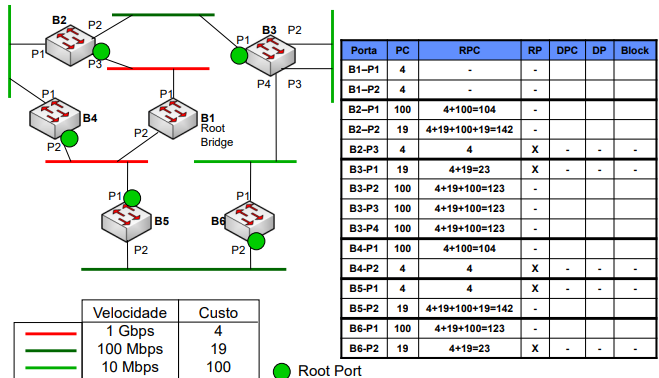 B2
P2
P1
P3
P1
B3
P2
P4
P3
P1
B4
P2
P1
B1
Root
Bridge
P2
P1
B5
P2
P1
B6
P2
Velocidade Custo
1 Gbps 4
100 Mbps 19
10 Mbps 100
Root Port
Porta PC RPC RP DPC DP Block
B1–P1 4 - -
B1–P2 4 - -
B2–P1 100 4+100=104 -
B2–P2 19 4+19+100+19=142 -
B2-P3 4 4 X - - -
B3-P1 19 4+19=23 X - - -
B3-P2 100 4+19+100=123 -
B3-P3 100 4+19+100=123 -
B3-P4 100 4+19+100=123 -
B4-P1 100 4+100=104 -
B4-P2 4 4 X - - -
B5-P1 4 4 X - - -
B5-P2 19 4+19+100+19=142 -
B6-P1 100 4+19+100=123 -
B6-P2 19 4+19=23 X - - -